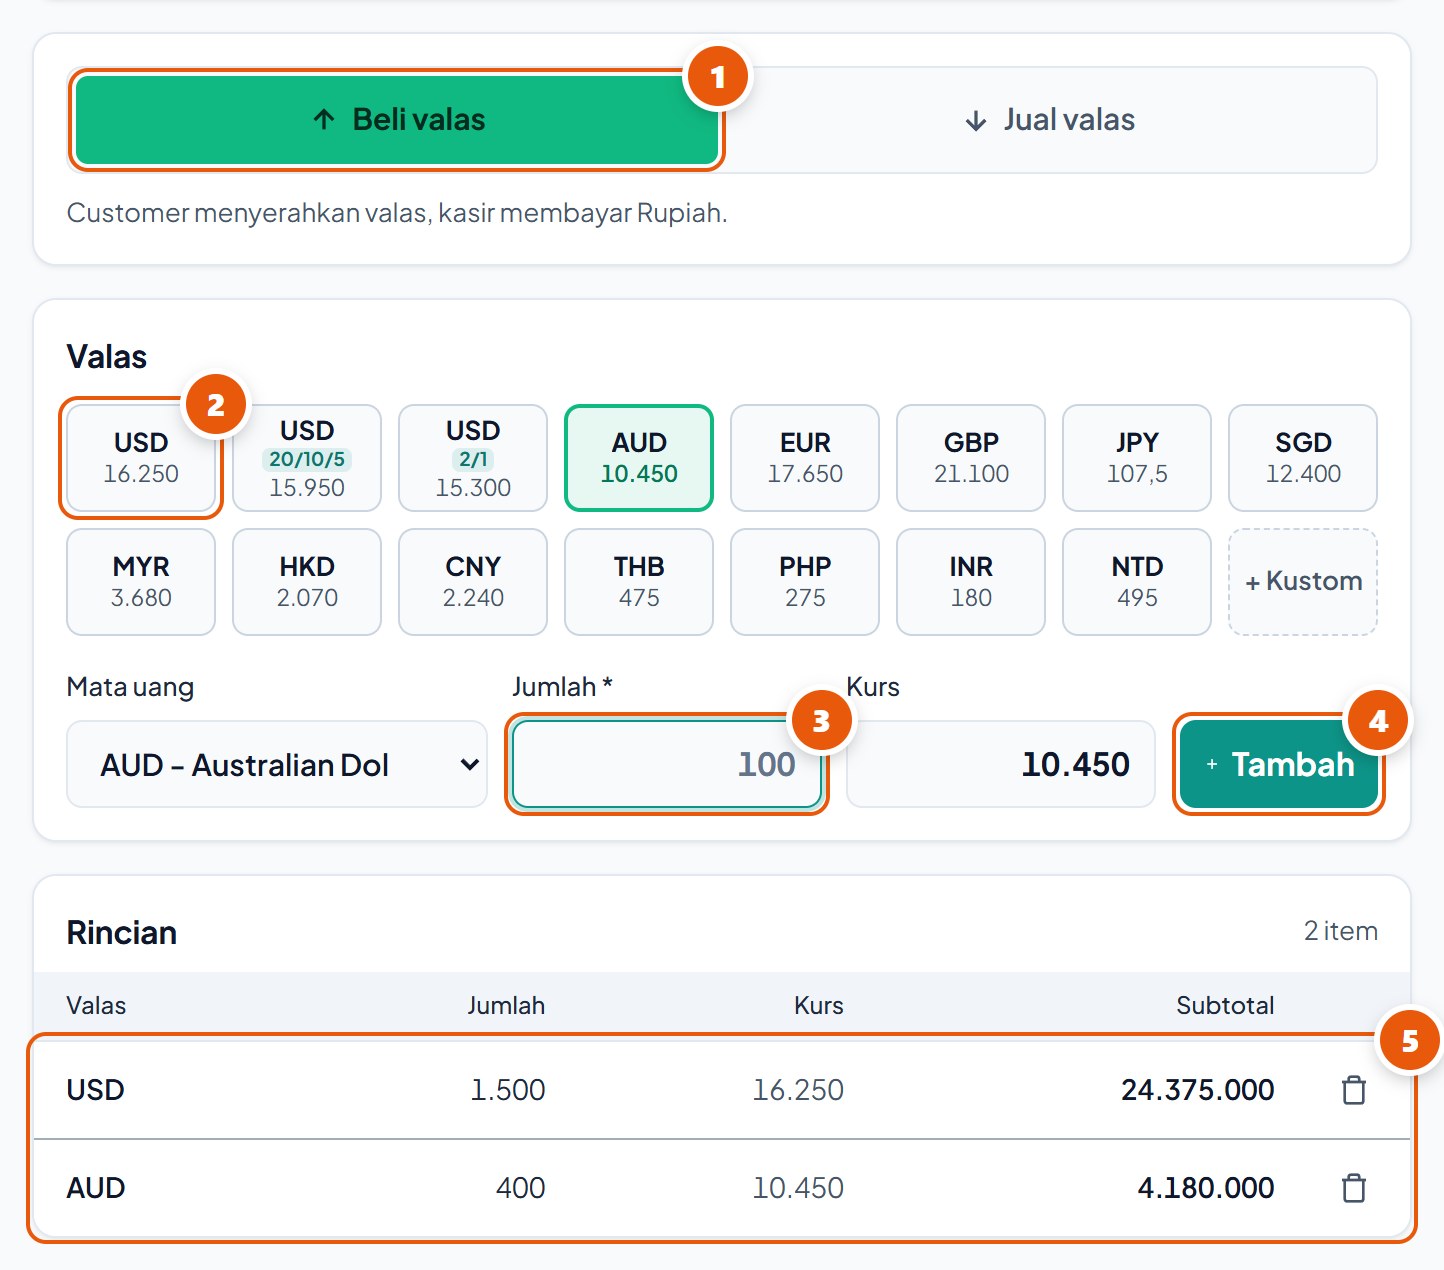 1
↑ Beli valas
↓ Jual valas
Customer menyerahkan valas, kasir membayar Rupiah.
Valas
2
USD
16.250
USD
20/10/5
15.950
USD
2/1
15.300
AUD
10.450
EUR
17.650
GBP
21.100
JPY
107,5
SGD
12.400
MYR
3.680
HKD
2.070
CNY
2.240
THB
475
PHP
275
INR
180
NTD
495
+ Kustom
Mata uang
Jumlah *
Kurs
AUD – Australian Dol
3
100
10.450
4
+ Tambah
Rincian
2 item
Valas Jumlah Kurs Subtotal
5
USD 1.500 16.250 24.375.000
AUD 400 10.450 4.180.000